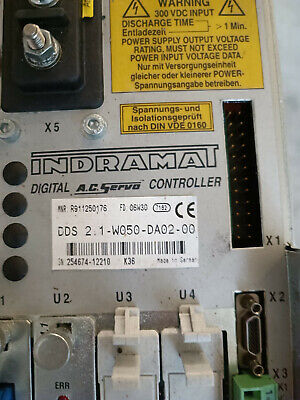 WARNING
300 VDC INPUT
DISCHARGE TIME
Entladezeit > 1 Min.
POWER SUPPLY OUTPUT VOLTAGE
RATING, MUST NOT EXCEED
POWER INPUT VOLTAGE DATA.
Nur mit Versorgungseinheit
gleicher oder kleinerer POWER-
Spannungsangabe betreiben.
Spannungs- und
Isolationsgeprüft
nach DIN VDE 0160
X5
INDRAMAT
DIGITAL A.C. Servo CONTROLLER
MNR: R911250176 FD: 06W30 7162 CE
DDS 2.1-W050-DA02-00
SN 254674-12210 K36 Made in Germany
X1
U2
U3
U4
X2
X3
ERR